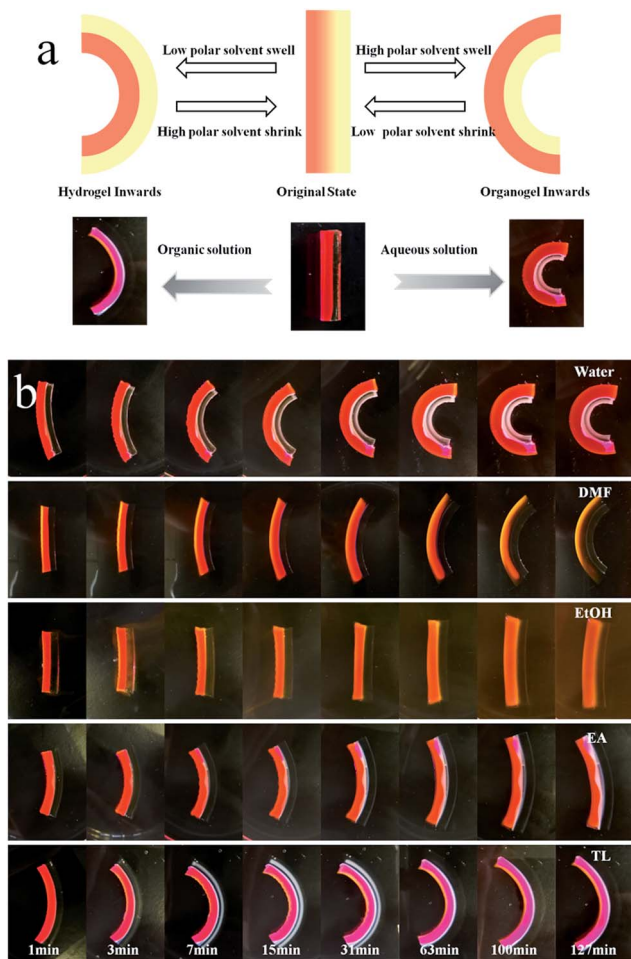 a
Low polar solvent swell
High polar solvent swell
High polar solvent shrink
Low polar solvent shrink
Hydrogel Inwards
Original State
Organogel Inwards
Organic solution
Aqueous solution
b
Water
DMF
EtOH
EA
TL
1min 3min 7min 15min 31min 63min 100min 127min